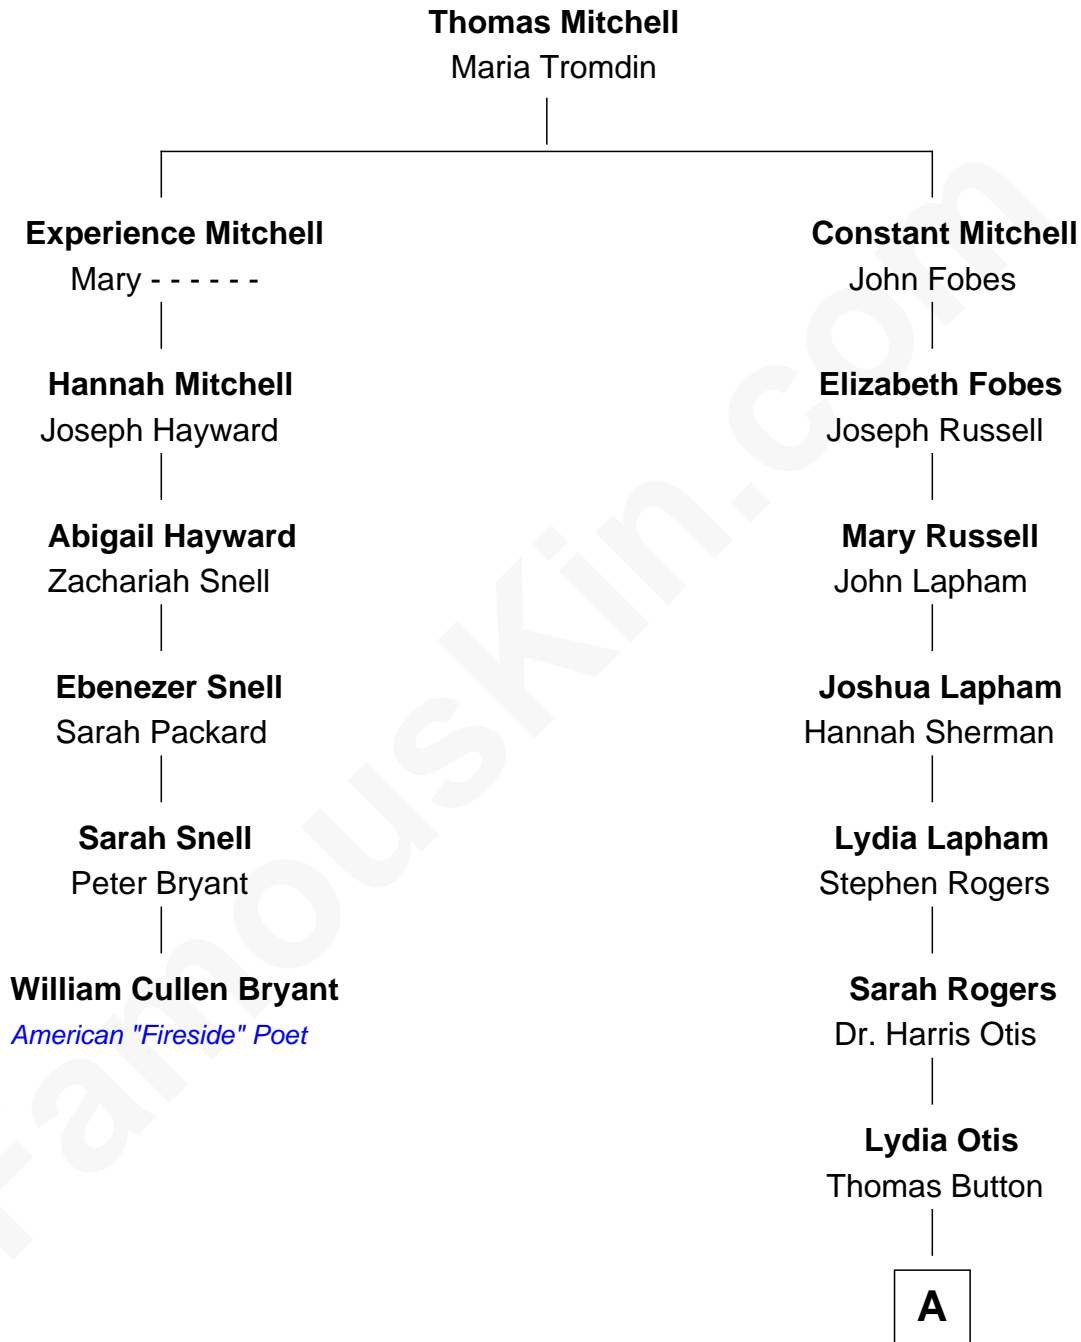 Thomas Mitchell
Maria Tromdin
Experience Mitchell
Mary - - - - - -
Constant Mitchell
John Fobes
Hannah Mitchell
Joseph Hayward
Elizabeth Fobes
Joseph Russell
Abigail Hayward
Zachariah Snell
Mary Russell
John Lapham
Ebenezer Snell
Sarah Packard
Joshua Lapham
Hannah Sherman
Sarah Snell
Peter Bryant
Lydia Lapham
Stephen Rogers
William Cullen Bryant
American "Fireside" Poet
Sarah Rogers
Dr. Harris Otis
Lydia Otis
Thomas Button
A
FamousKin.com